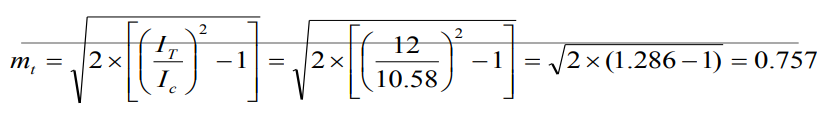 m_t = √(2 × [(I_T / I_c)² − 1]) = √(2 × [(12 / 10.58)² − 1]) = √(2 × (1.286 − 1)) = 0.757